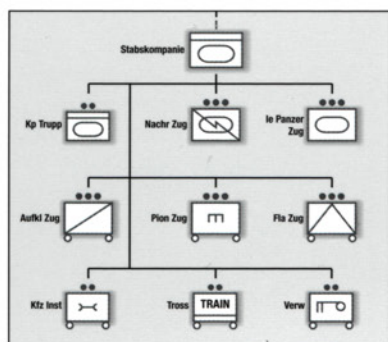 Stabskompanie
Kp Trupp
Nachr Zug
le Panzer
Zug
Aufkl Zug
Pion Zug
Fla Zug
Kfz Inst
Tross
TRAIN
Verw